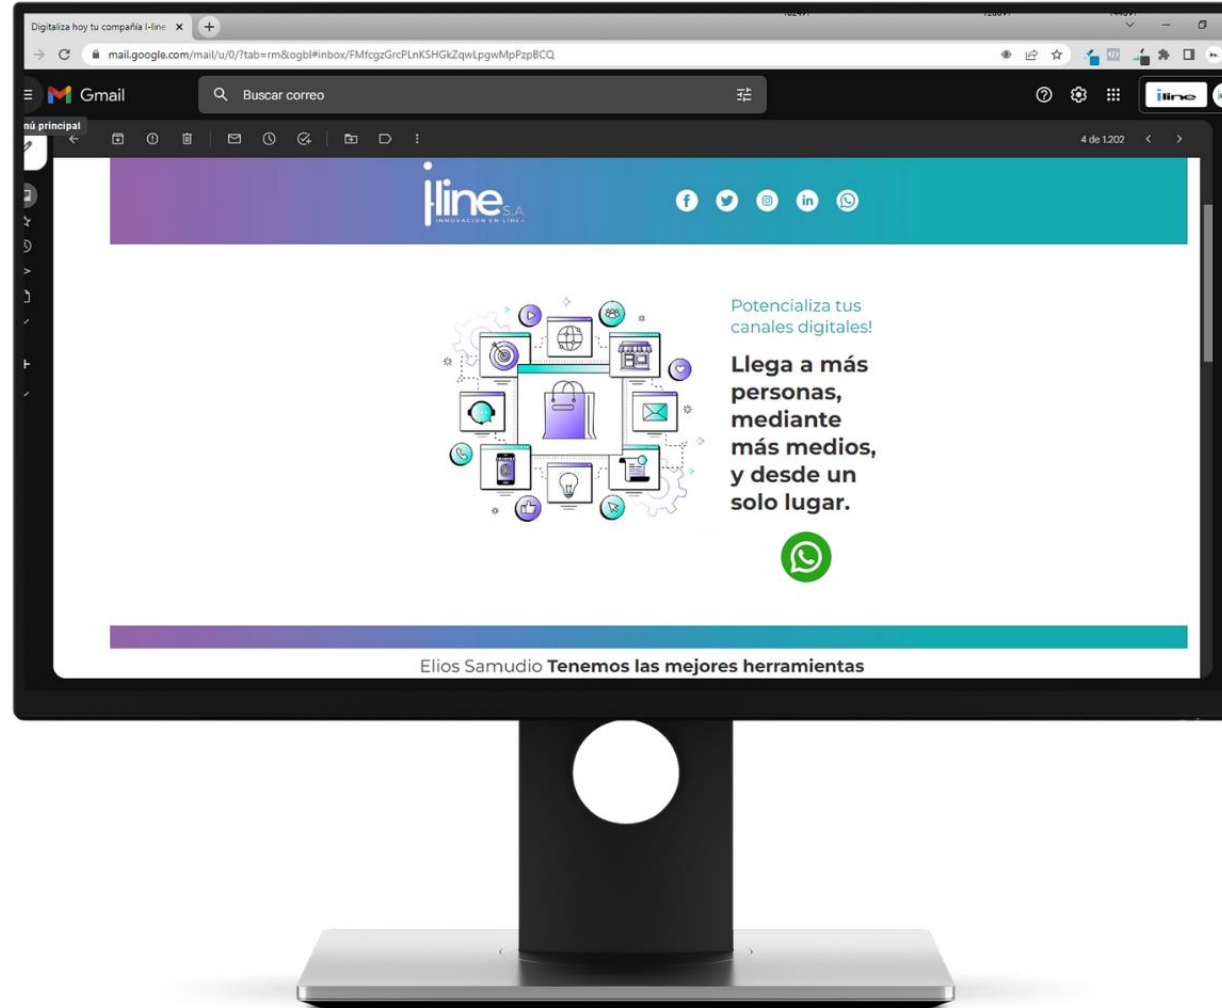 Digitaliza hoy tu compañía I-line
mail.google.com/mail/u/0/?tab=rm&ogbl#inbox/FMfcgzGrcPLnKSHGkZqwLpgwMpPzpBCQ
Gmail
Buscar correo
iline
nú principal
4 de 1.202
i-line S.A.
INNOVACIÓN EN LÍNEA
Potencializa tus
canales digitales!
Llega a más
personas,
mediante
más medios,
y desde un
solo lugar.
Elios Samudio Tenemos las mejores herramientas